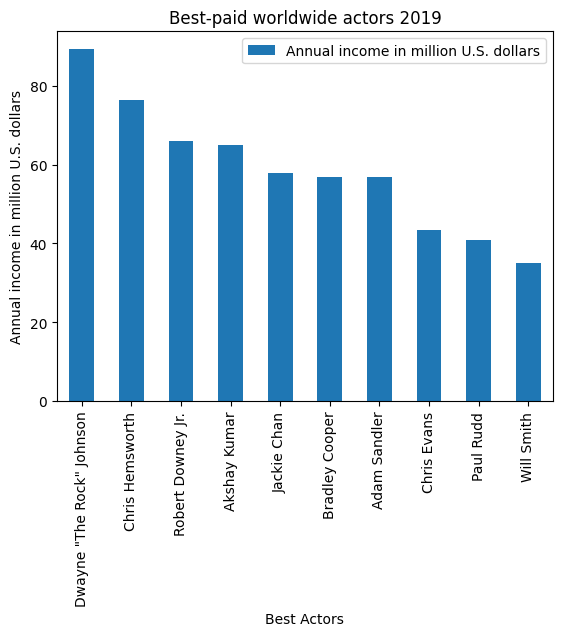 Best-paid worldwide actors 2019
Annual income in million U.S. dollars
Annual income in million U.S. dollars
80
60
40
20
0
Dwayne "The Rock" Johnson
Chris Hemsworth
Robert Downey Jr.
Akshay Kumar
Jackie Chan
Bradley Cooper
Adam Sandler
Chris Evans
Paul Rudd
Will Smith
Best Actors